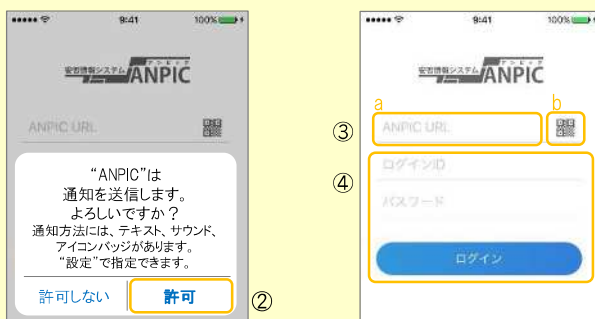 9:41
100%
安否情報システム ANPIC
アンピック
ANPIC URL
“ANPIC”は
通知を送信します。
よろしいですか？
通知方法には、テキスト、サウンド、
アイコンバッジがあります。
“設定”で指定できます。
許可しない
許可
②
9:41
100%
安否情報システム ANPIC
アンピック
a
b
③
ANPIC URL
④
ログインID
パスワード
ログイン